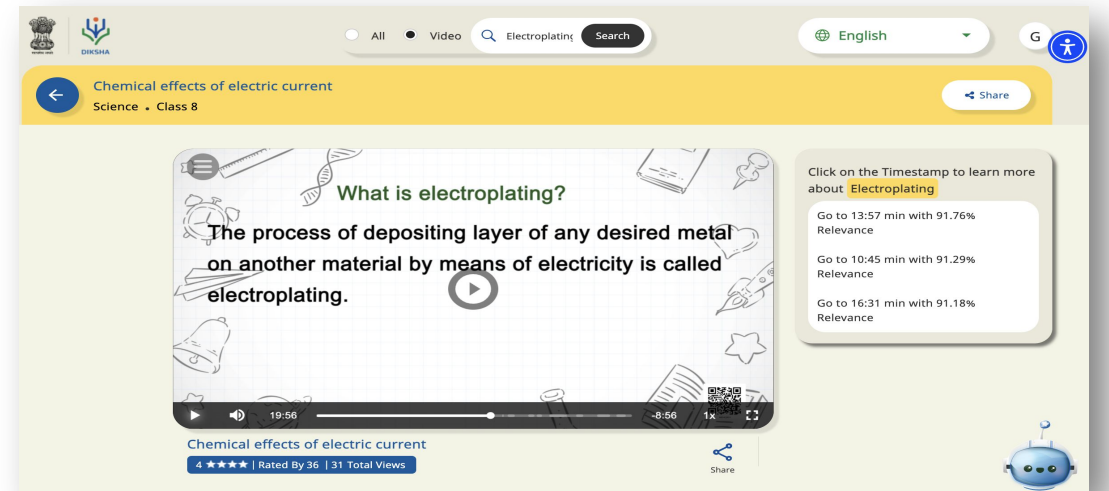 DIKSHA
All
Video
Electroplating
Search
English
G
Chemical effects of electric current
Science • Class 8
Share
What is electroplating?
The process of depositing layer of any desired metal
on another material by means of electricity is called
electroplating.
19:56
-8:56
1x
Click on the Timestamp to learn more
about Electroplating
Go to 13:57 min with 91.76%
Relevance
Go to 10:45 min with 91.29%
Relevance
Go to 16:31 min with 91.18%
Relevance
Chemical effects of electric current
4 ★★★★ | Rated By 36 | 31 Total Views
Share